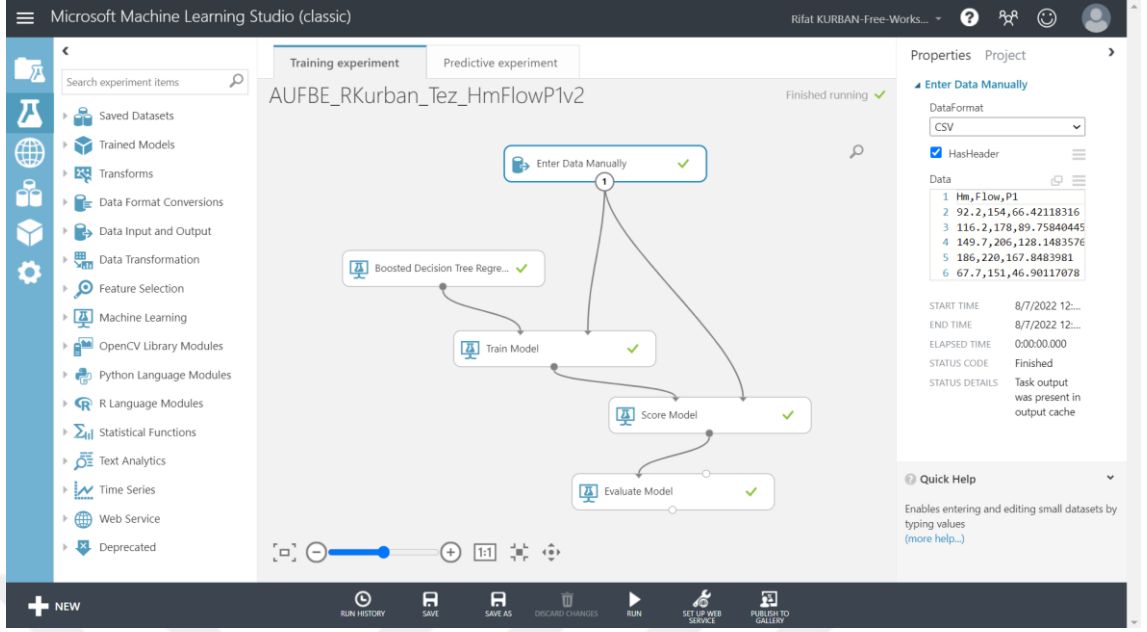 Microsoft Machine Learning Studio (classic)
Rifat KURBAN-Free-Works...
?
Search experiment items
Saved Datasets
Trained Models
Transforms
Data Format Conversions
Data Input and Output
Data Transformation
Feature Selection
Machine Learning
OpenCV Library Modules
Python Language Modules
R Language Modules
Statistical Functions
Text Analytics
Time Series
Web Service
Deprecated
Training experiment
Predictive experiment
AUFBE_RKurban_Tez_HmFlowP1v2
Finished running
Enter Data Manually
1
Boosted Decision Tree Regre...
Train Model
Score Model
Evaluate Model
1:1
Properties Project
Enter Data Manually
DataFormat
CSV
HasHeader
Data
1 Hm,Flow,P1
2 92.2,154,66.42118316
3 116.2,178,89.75840445
4 149.7,206,128.1483576
5 186,220,167.8483981
6 67.7,151,46.90117078
START TIME 8/7/2022 12:...
END TIME 8/7/2022 12:...
ELAPSED TIME 0:00:00.000
STATUS CODE Finished
STATUS DETAILS Task output
was present in
output cache
? Quick Help
Enables entering and editing small datasets by
typing values
(more help...)
NEW
RUN HISTORY
SAVE
SAVE AS
DISCARD CHANGES
RUN
SET UP WEB
SERVICE
PUBLISH TO
GALLERY